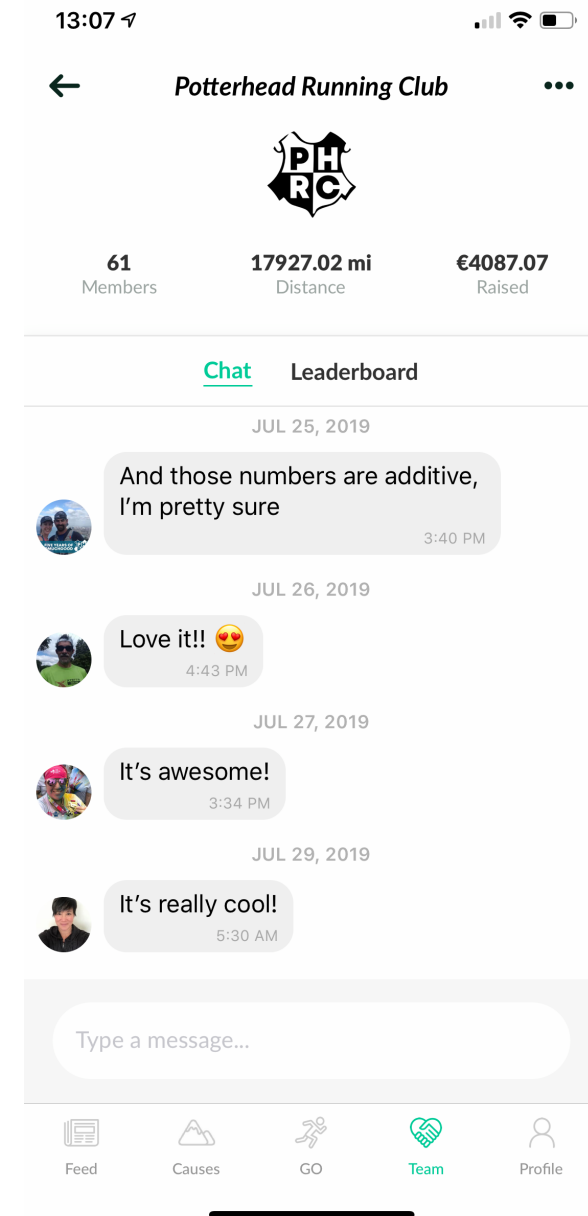 13:07
Potterhead Running Club
PH
RC
61
17927.02 mi
€4087.07
Members
Distance
Raised
Chat
Leaderboard
JUL 25, 2019
And those numbers are additive,
I'm pretty sure
3:40 PM
JUL 26, 2019
Love it!! 😍
4:43 PM
JUL 27, 2019
It's awesome!
3:34 PM
JUL 29, 2019
It's really cool!
5:30 AM
Type a message...
Feed
Causes
GO
Team
Profile